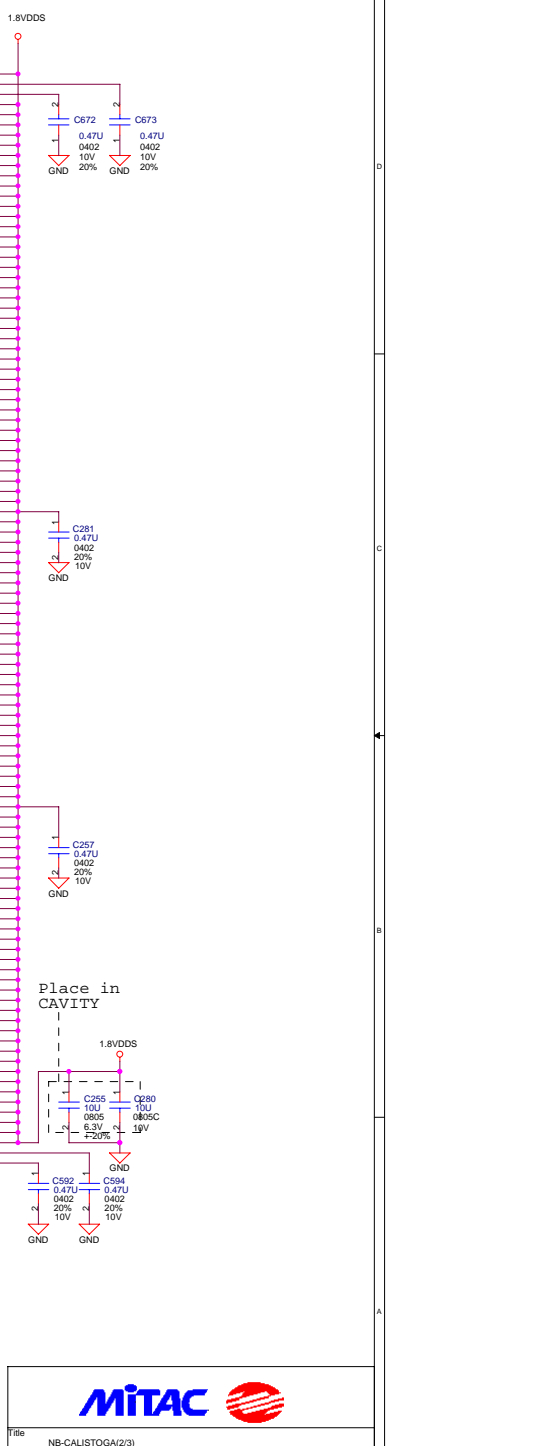 1.8VDDS
2
2
C672
C673
1
0.47U
1
0.47U
0402
0402
10V
10V
20%
20%
GND
GND
D
1
C281
0.47U
0402
2
20%
10V
GND
C
1
C257
0.47U
0402
2
20%
10V
GND
B
Place in
CAVITY
1.8VDDS
1
1
C255
C280
10U
10U
0805
0805C
2
6.3V
2
10V
+-20%
GND
1
C592
1
C594
0.47U
0.47U
0402
0402
2
20%
2
20%
10V
10V
GND
GND
A
MiTAC
Title
NB-CALISTOGA(2/3)